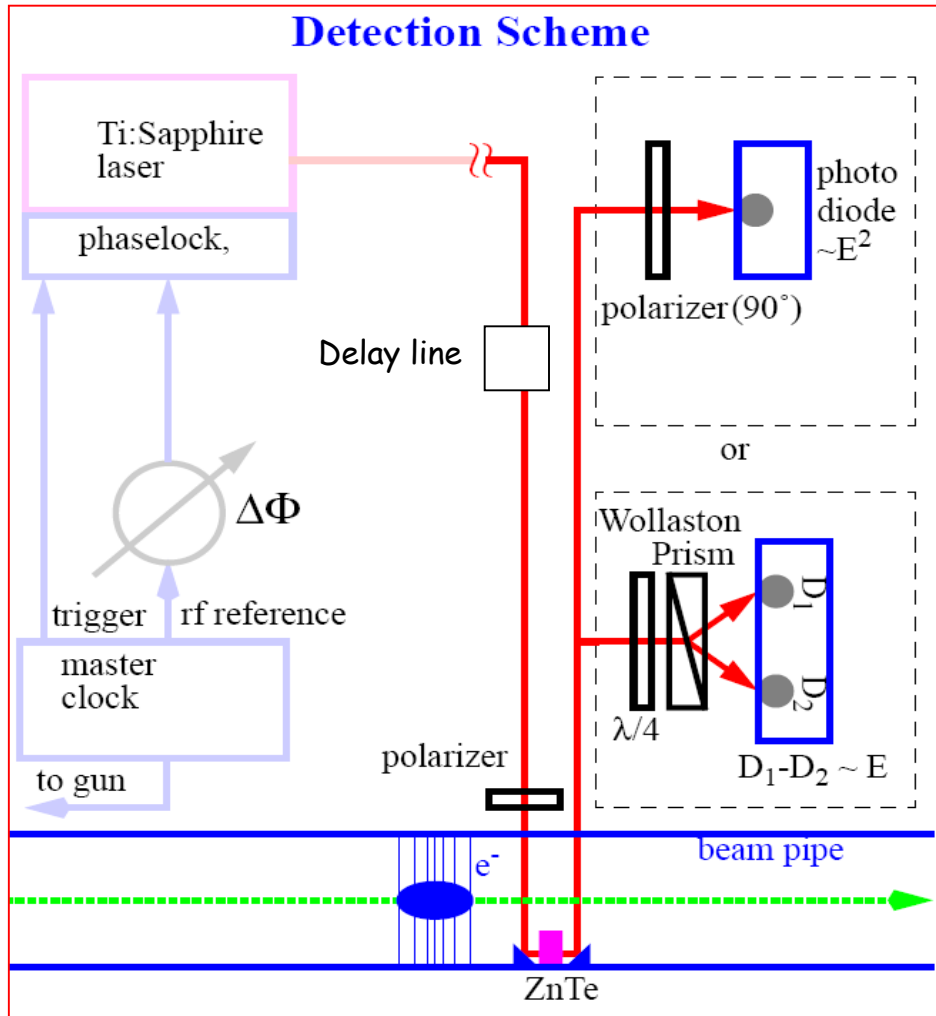 Detection Scheme
Ti:Sapphire
laser
phaselock,
ΔΦ
trigger
rf reference
master
clock
to gun
Delay line
polarizer
photo
diode
~E²
polarizer (90°)
or
Wollaston
Prism
D₁
D₂
λ/4
D₁-D₂ ~ E
e⁻
beam pipe
ZnTe